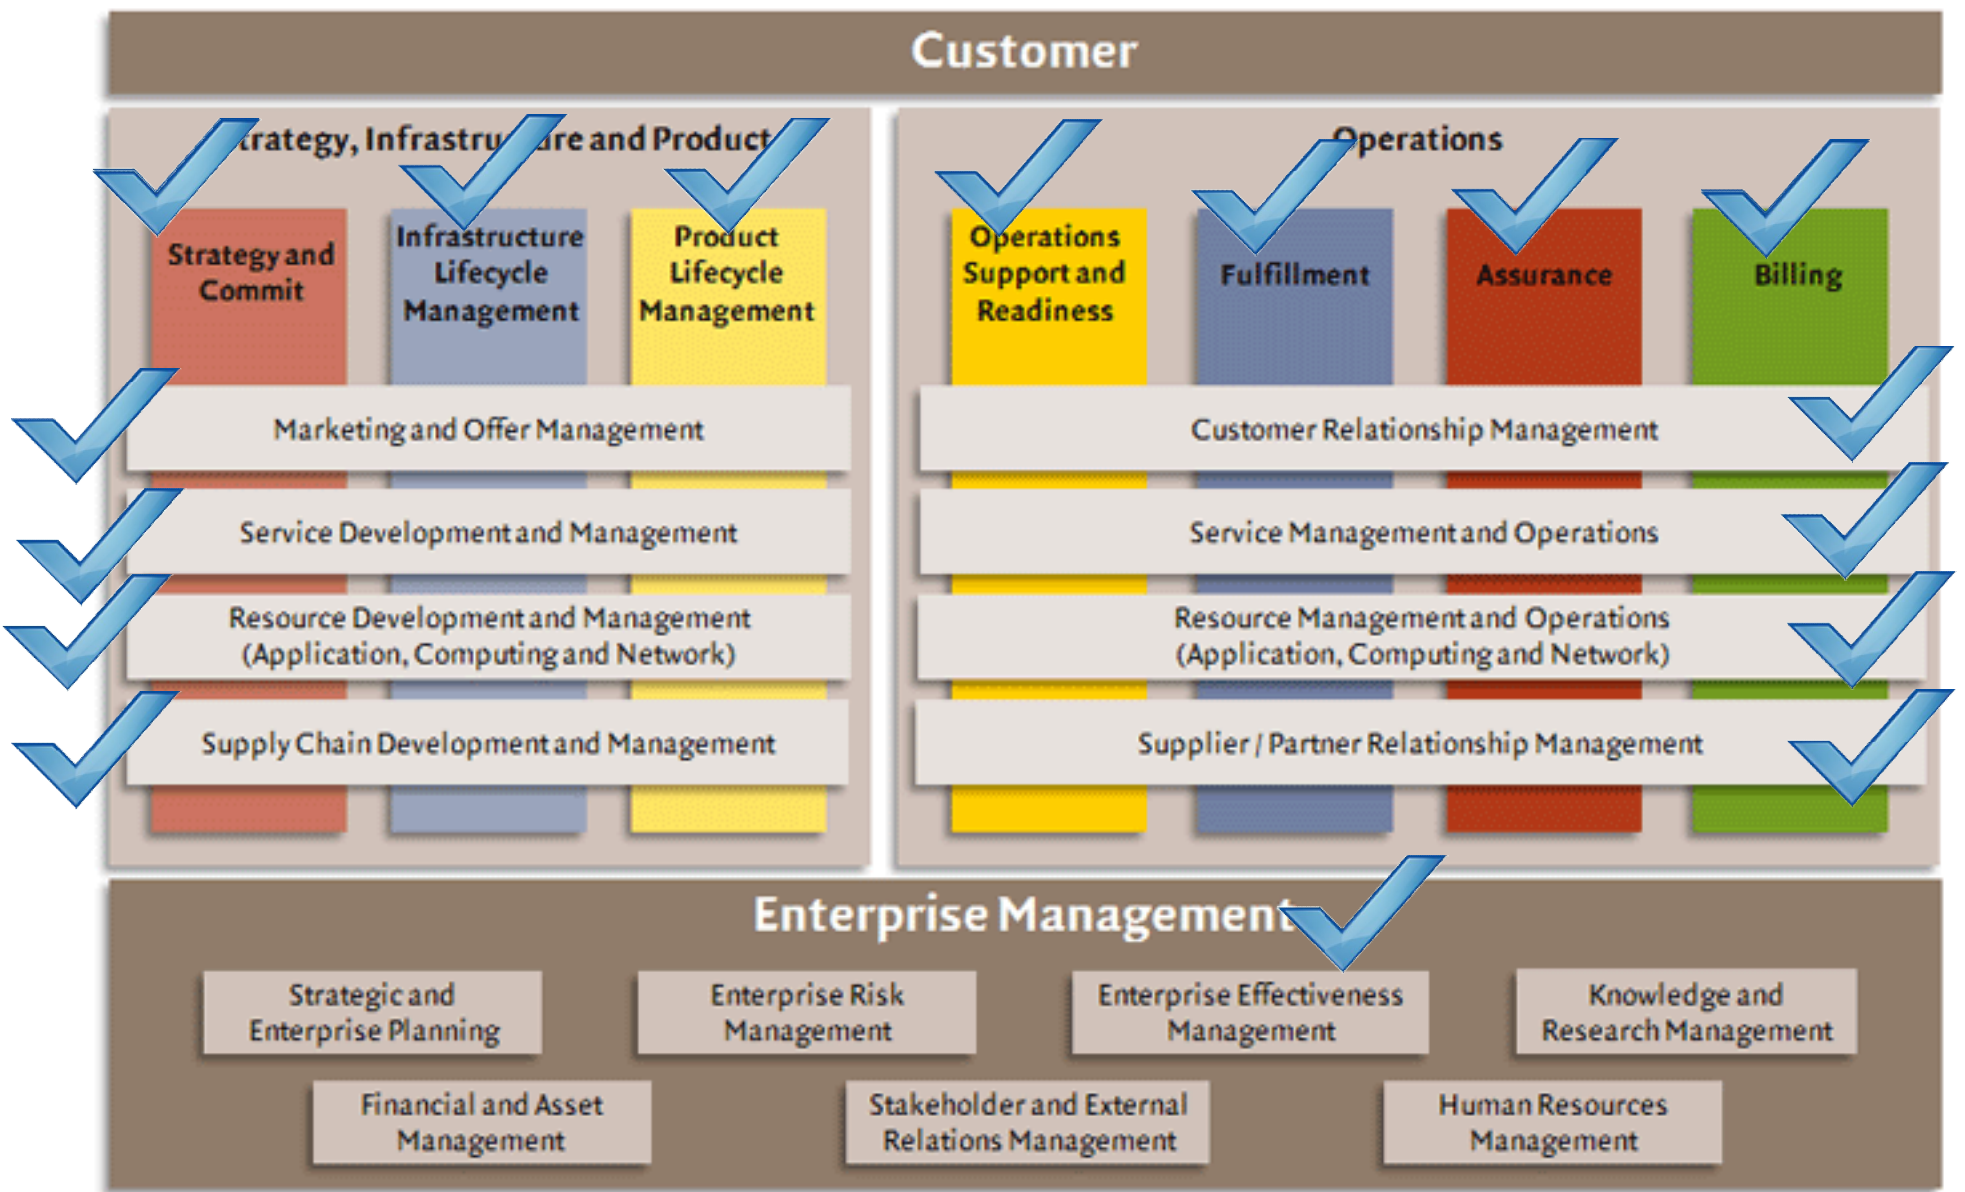 Customer
trategy, Infrastru re and Product
Operations
Strategy and
Commit
Infrastructure
Lifecycle
Management
Product
Lifecycle
Management
Operations
Support and
Readiness
Fulfillment
Assurance
Billing
Marketing and Offer Management
Service Development and Management
Resource Development and Management
(Application, Computing and Network)
Supply Chain Development and Management
Customer Relationship Management
Service Management and Operations
Resource Management and Operations
(Application, Computing and Network)
Supplier / Partner Relationship Management
Enterprise Management
Strategic and
Enterprise Planning
Enterprise Risk
Management
Enterprise Effectiveness
Management
Knowledge and
Research Management
Financial and Asset
Management
Stakeholder and External
Relations Management
Human Resources
Management